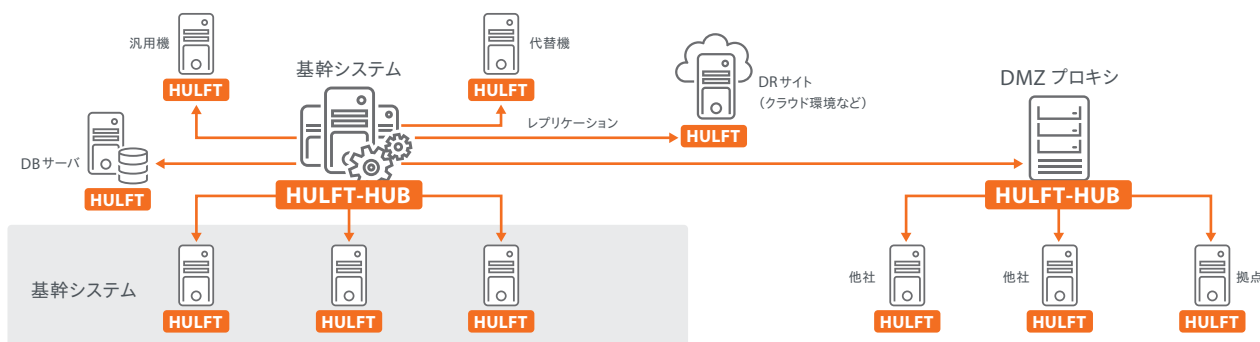 汎用機
HULFT
基幹システム
代替機
HULFT
DRサイト
（クラウド環境など）
HULFT
DMZ プロキシ
レプリケーション
DBサーバ
HULFT
HULFT-HUB
HULFT-HUB
基幹システム
HULFT
HULFT
HULFT
他社
HULFT
他社
HULFT
拠点
HULFT